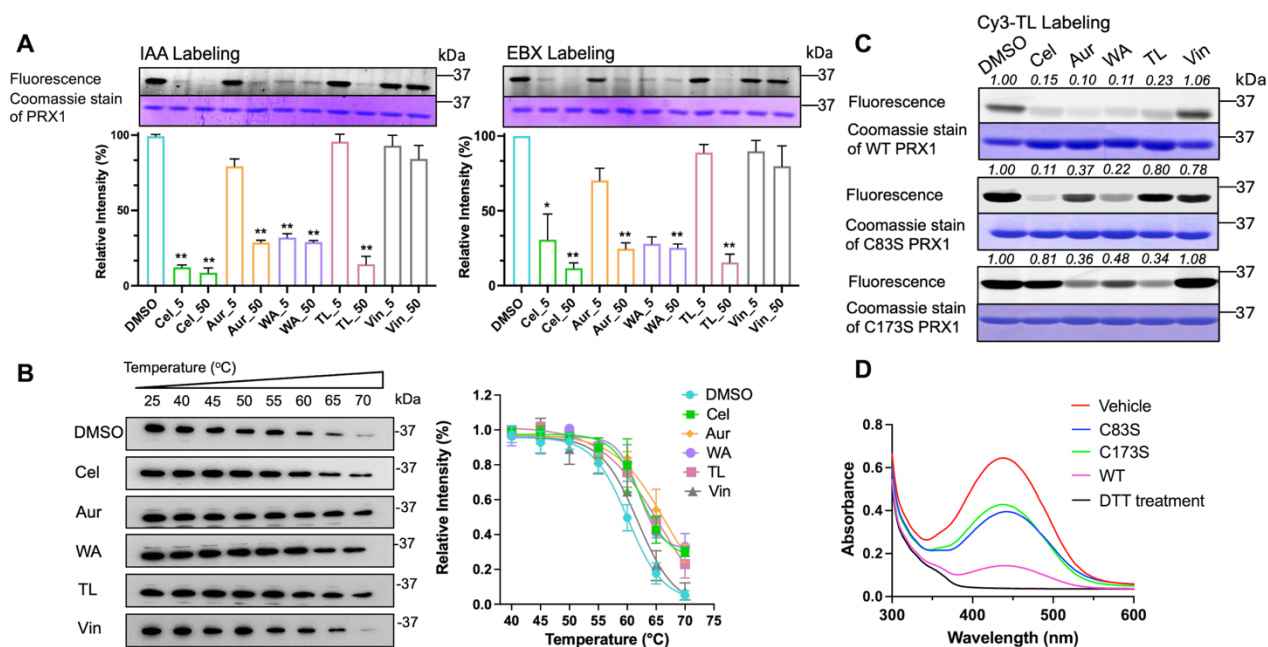 A
IAA Labeling
kDa
Fluorescence
37
Coomassie stain
of PRX1
37
Relative Intensity (%)
100
50
0
DMSO Cel_5 Cel_50 Aur_5 Aur_50 WA_5 WA_50 TL_5 TL_50 Vin_5 Vin_50
** ** ** ** ** **
EBX Labeling
kDa
37
37
Relative Intensity (%)
100
50
0
DMSO Cel_5 Cel_50 Aur_5 Aur_50 WA_5 WA_50 TL_5 TL_50 Vin_5 Vin_50
* ** ** ** **
B
Temperature (°C)
25 40 45 50 55 60 65 70 kDa
DMSO -37
Cel -37
Aur -37
WA -37
TL -37
Vin -37
Relative Intensity (%)
1.2
1.0
0.8
0.6
0.4
0.2
0.0
40 45 50 55 60 65 70 75
Temperature (°C)
DMSO
Cel
Aur
WA
TL
Vin
C
Cy3-TL Labeling
DMSO Cel Aur WA TL Vin
1.00 0.15 0.10 0.11 0.23 1.06 kDa
Fluorescence
37
Coomassie stain
of WT PRX1
37
1.00 0.11 0.37 0.22 0.80 0.78
Fluorescence
37
Coomassie stain
of C83S PRX1
37
1.00 0.81 0.36 0.48 0.34 1.08
Fluorescence
37
Coomassie stain
of C173S PRX1
37
D
Absorbance
0.8
0.6
0.4
0.2
0.0
300 400 500 600
Wavelength (nm)
Vehicle
C83S
C173S
WT
DTT treatment